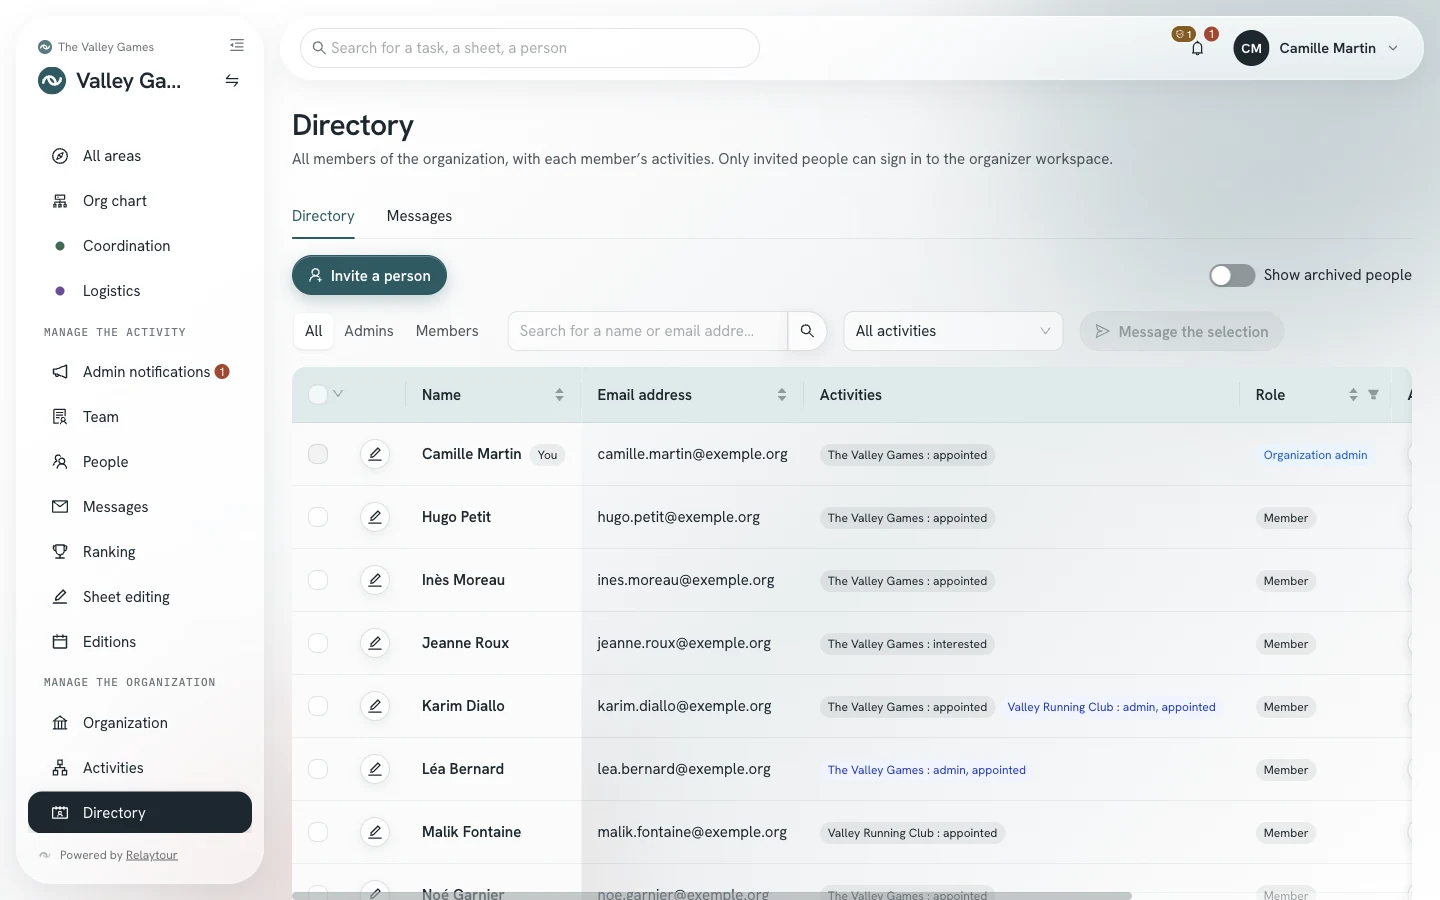 The Valley Games
Valley Ga...
All areas
Org chart
Coordination
Logistics
MANAGE THE ACTIVITY
Admin notifications 1
Team
People
Messages
Ranking
Sheet editing
Editions
MANAGE THE ORGANIZATION
Organization
Activities
Directory
Powered by Relaytour
Search for a task, a sheet, a person
1
1
CM
Camille Martin
Directory
All members of the organization, with each member’s activities. Only invited people can sign in to the organizer workspace.
Directory Messages
Invite a person
Show archived people
All Admins Members
Search for a name or email addre...
All activities
Message the selection
Name Email address Activities Role
Camille Martin You camille.martin@exemple.org The Valley Games : appointed Organization admin
Hugo Petit hugo.petit@exemple.org The Valley Games : appointed Member
Inès Moreau ines.moreau@exemple.org The Valley Games : appointed Member
Jeanne Roux jeanne.roux@exemple.org The Valley Games : interested Member
Karim Diallo karim.diallo@exemple.org The Valley Games : appointed Valley Running Club : admin, appointed Member
Léa Bernard lea.bernard@exemple.org The Valley Games : admin, appointed Member
Malik Fontaine malik.fontaine@exemple.org Valley Running Club : appointed Member
Noé Garnier noe.garnier@exemple.org The Valley Games : appointed Member